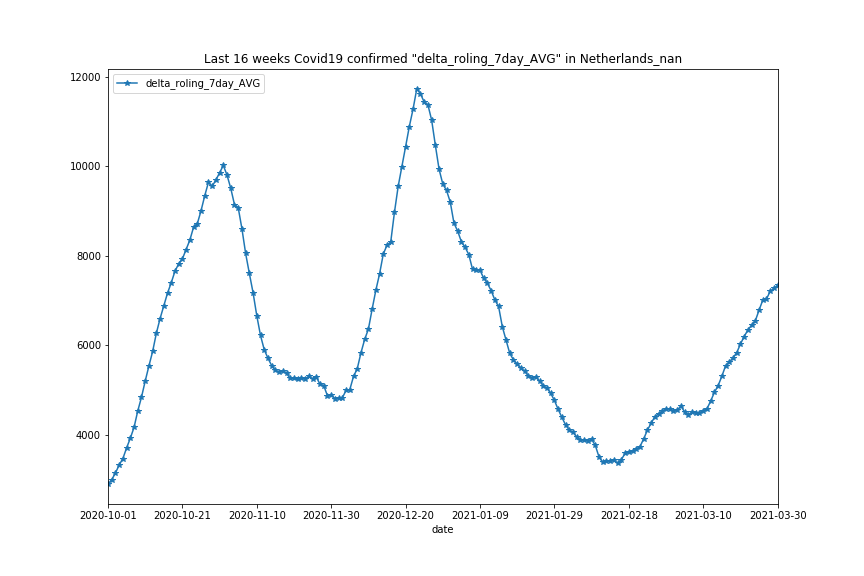 Last 16 weeks Covid19 confirmed "delta_roling_7day_AVG" in Netherlands_nan
delta_roling_7day_AVG
12000
10000
8000
6000
4000
2020-10-01 2020-10-21 2020-11-10 2020-11-30 2020-12-20 2021-01-09 2021-01-29 2021-02-18 2021-03-10 2021-03-30
date